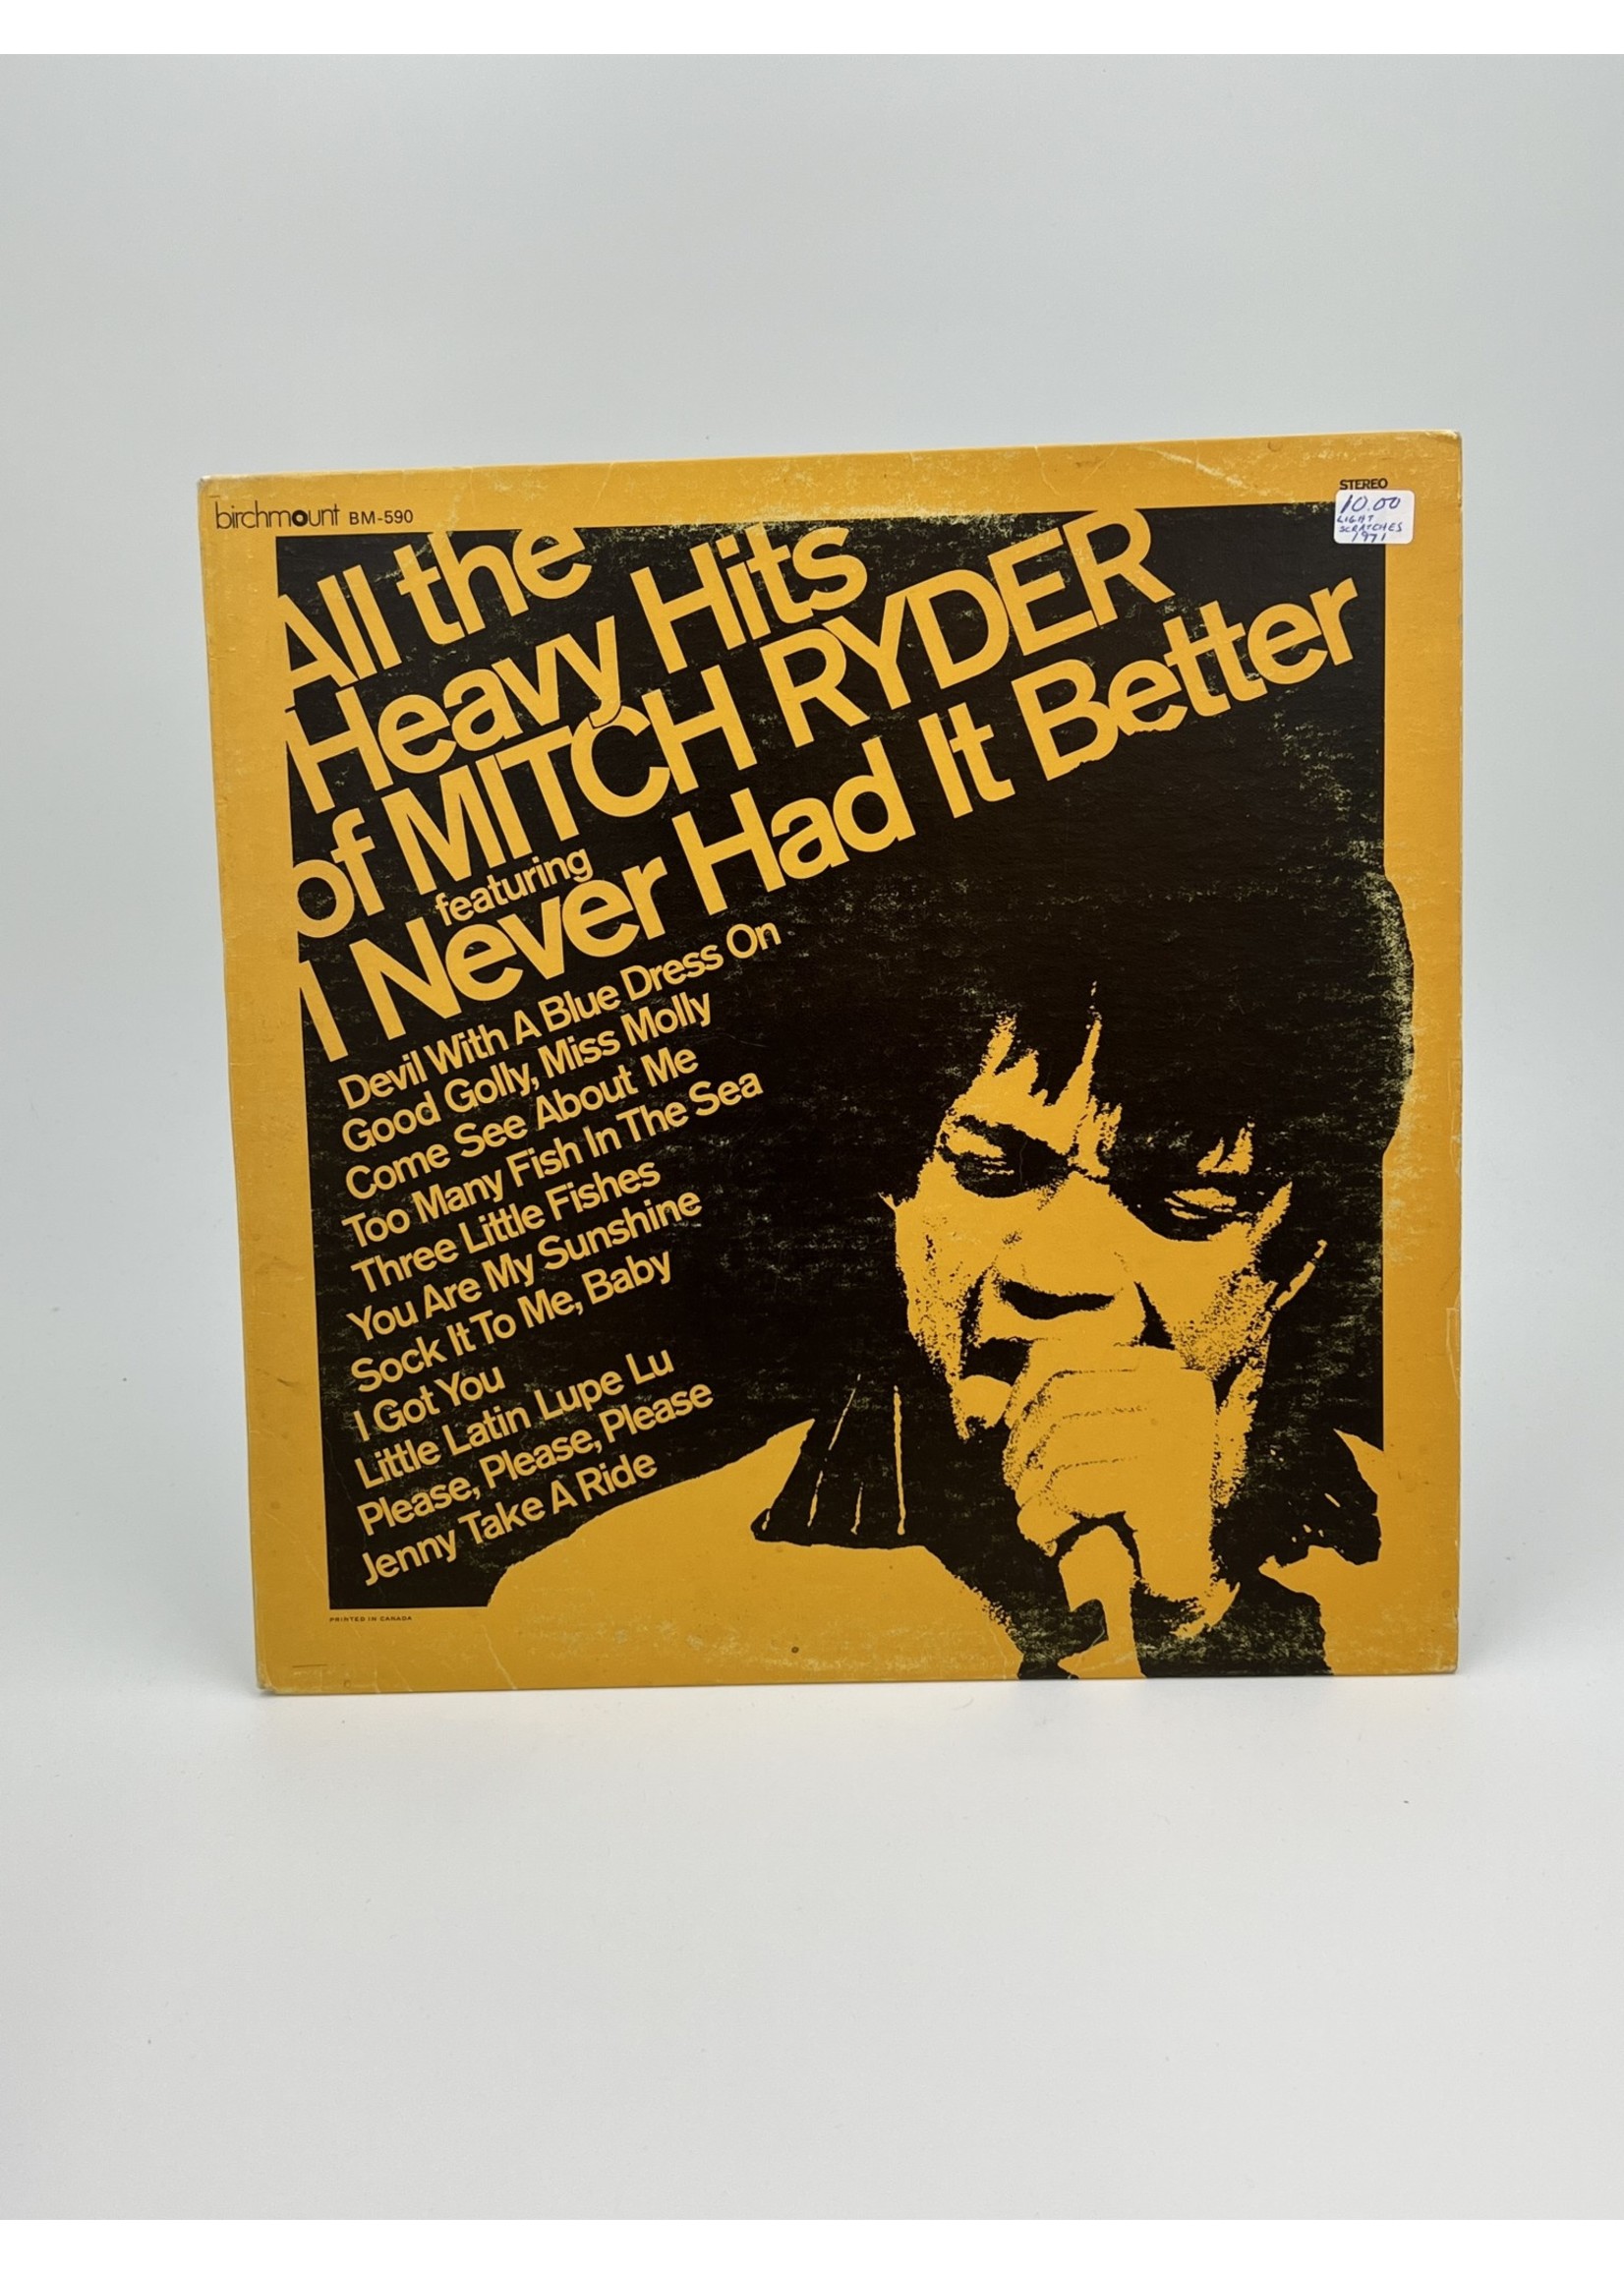 birchmount BM-590
STEREO
10.00
LIGHT
SCRATCHES
1971
All the
Heavy Hits
of MITCH RYDER
featuring
I Never Had It Better
Devil With A Blue Dress On
Good Golly, Miss Molly
Come See About Me
Too Many Fish In The Sea
Three Little Fishes
You Are My Sunshine
Sock It To Me, Baby
I Got You
Little Latin Lupe Lu
Please, Please, Please
Jenny Take A Ride
PRINTED IN CANADA